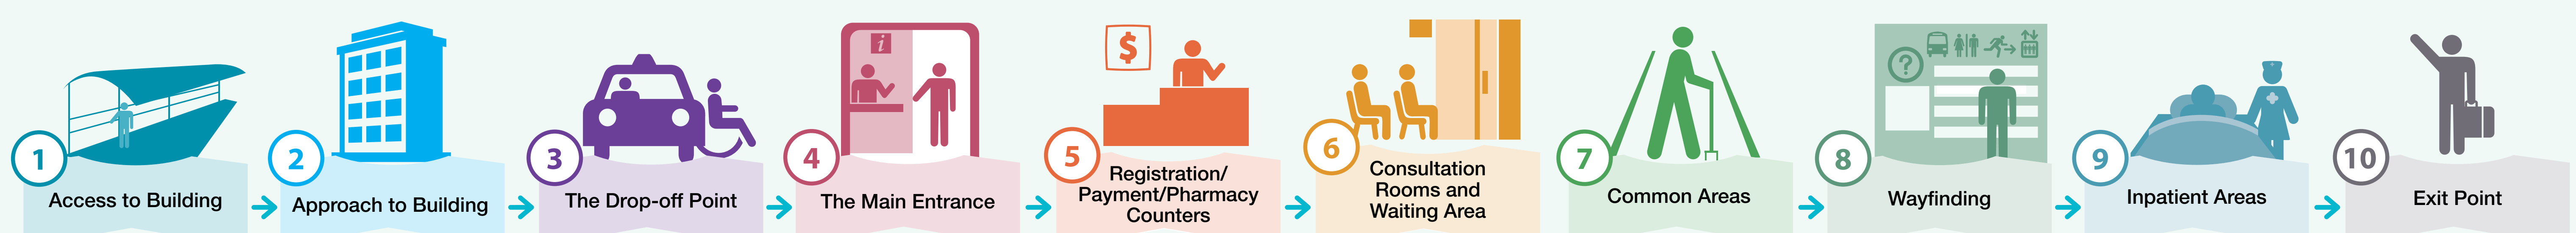 1
Access to Building
2
Approach to Building
3
The Drop-off Point
4
i
The Main Entrance
5
$
Registration/
Payment/Pharmacy
Counters
6
Consultation
Rooms and
Waiting Area
7
Common Areas
8
?
Wayfinding
9
Inpatient Areas
10
Exit Point